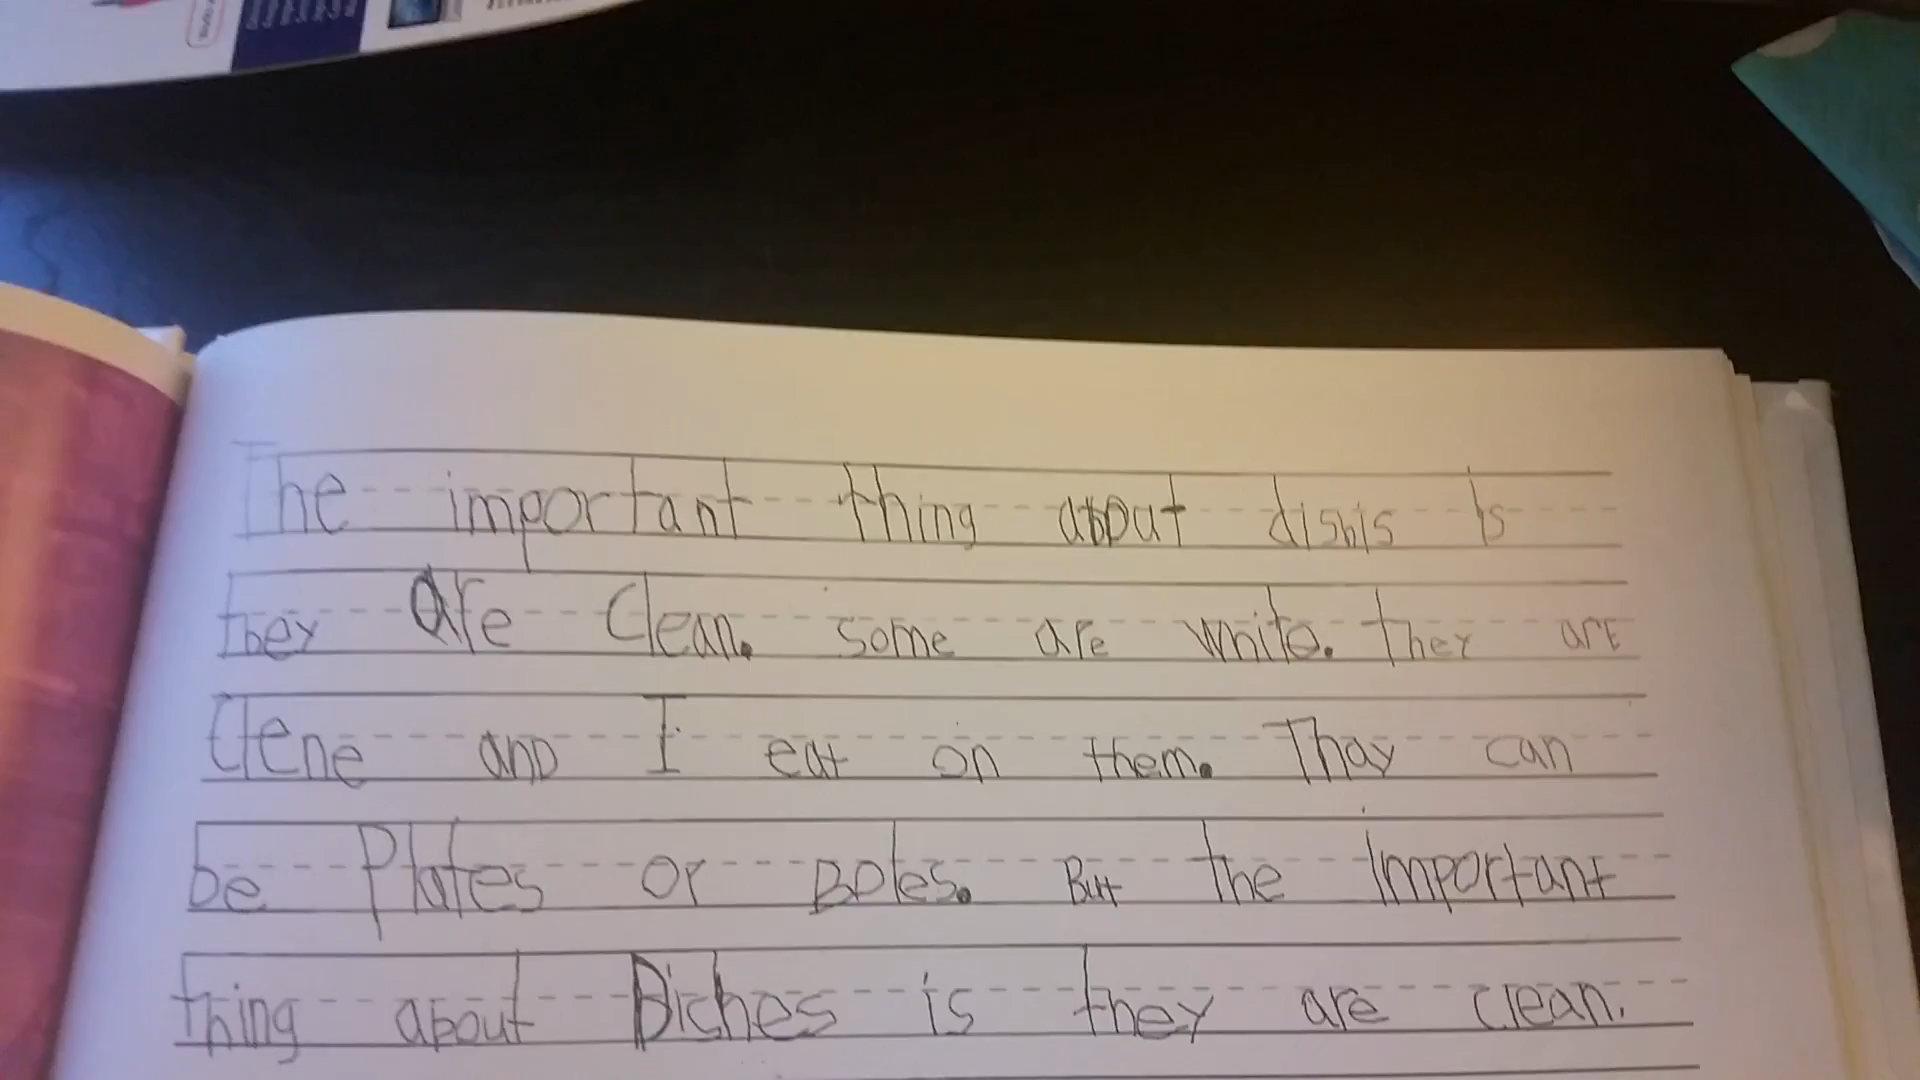 The important thing about dishis is
they are Clean. some are white. they are
Clene and I eat on them. Thay can
be Plates or Boles. But the important
thing about Diches is they are clean.